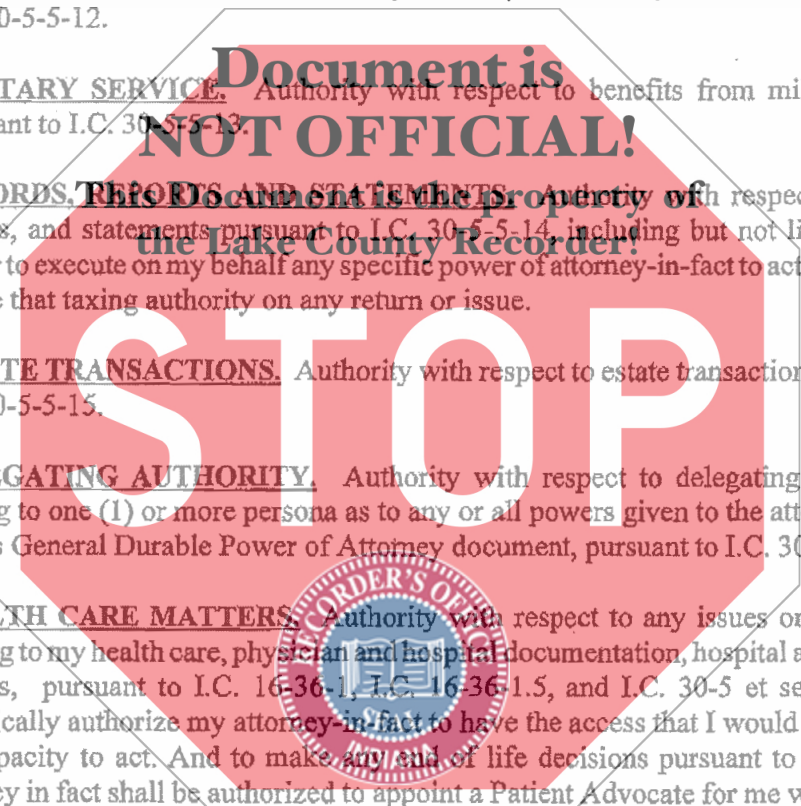 0-5-5-12.
Document is
TARY SERVICE. Authority with respect to benefits from mi
ant to I.C. 30-5-5-13.
NOT OFFICIAL!
ORDS, REPORTS AND STATEMENTS. Authority with respec
This Document is the property of
s, and statements pursuant to I.C. 30-5-5-14, including but not li
the Lake County Recorder!
to execute on my behalf any specific power of attorney-in-fact to act
that taxing authority on any return or issue.
STOP
TE TRANSACTIONS. Authority with respect to estate transaction
0-5-5-15.
EGATING AUTHORITY. Authority with respect to delegating
g to one (1) or more persona as to any or all powers given to the att
s General Durable Power of Attorney document, pursuant to I.C. 30
RECORDER'S OFFICE
LTH CARE MATTERS. Authority with respect to any issues or
g to my health care, physician and hospital documentation, hospital a
s, pursuant to I.C. 16-36-1, I.C. 16-36-1.5, and I.C. 30-5 et se
SEAL
ically authorize my attorney-in-fact to have the access that I would
pacity to act. And to make any end of life decisions pursuant to
INDIANA
ey in fact shall be authorized to appoint a Patient Advocate for me w